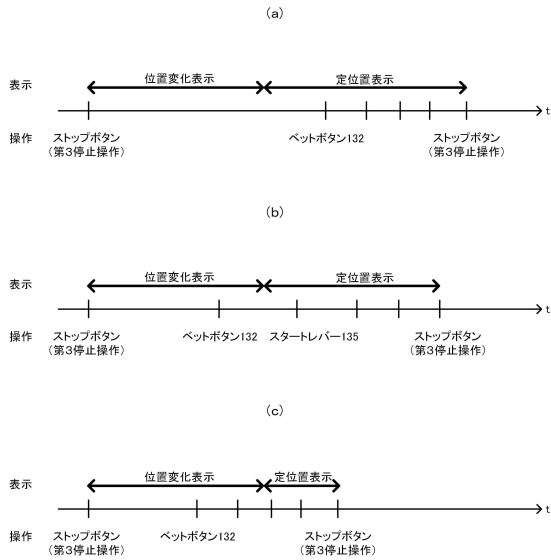 (a)
表示 位置変化表示 定位置表示
t
操作 ストップボタン ベットボタン132 ストップボタン
(第3停止操作) (第3停止操作)
(b)
表示 位置変化表示 定位置表示
t
操作 ストップボタン ベットボタン132 スタートレバー135 ストップボタン
(第3停止操作) (第3停止操作)
(c)
表示 位置変化表示 定位置表示
t
操作 ストップボタン ベットボタン132 ストップボタン
(第3停止操作) (第3停止操作)